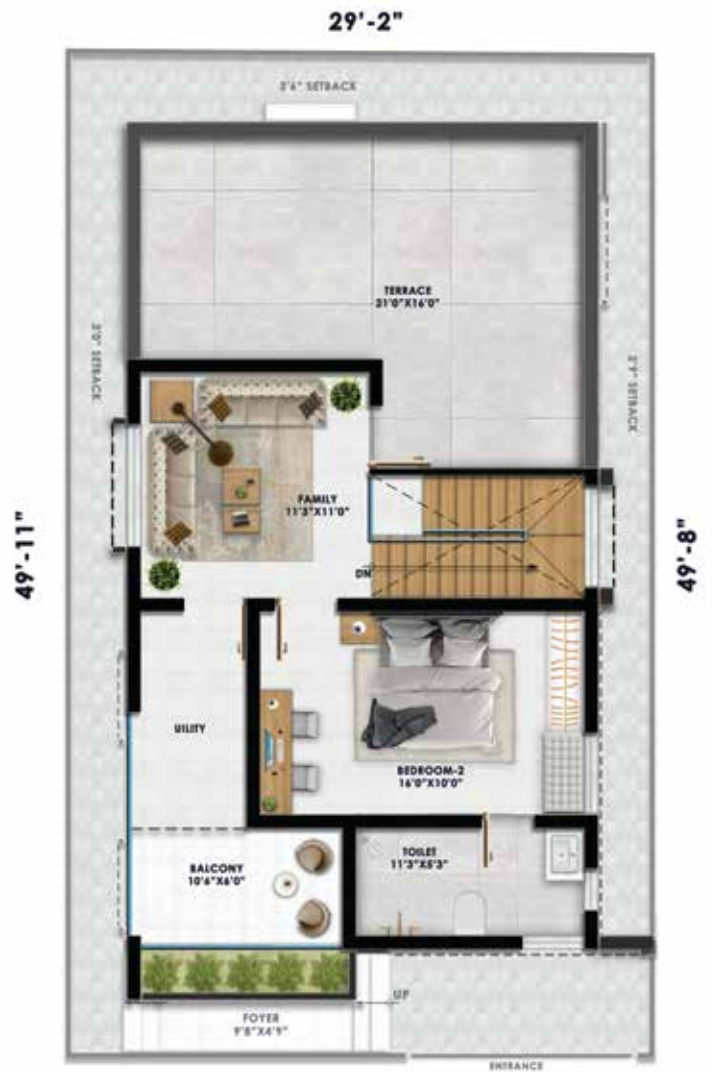 29'-2"
3'6" SETBACK
TERRACE
21'0"X16'0"
3'0" SETBACK
3'9" SETBACK
FAMILY
11'3"X11'0"
49'-11"
49'-8"
DN
UILITY
BEDROOM-2
16'0"X10'0"
TOILET
11'3"X5'3"
BALCONY
10'6"X6'0"
UP
FOYER
9'8"X4'9"
ENTRANCE